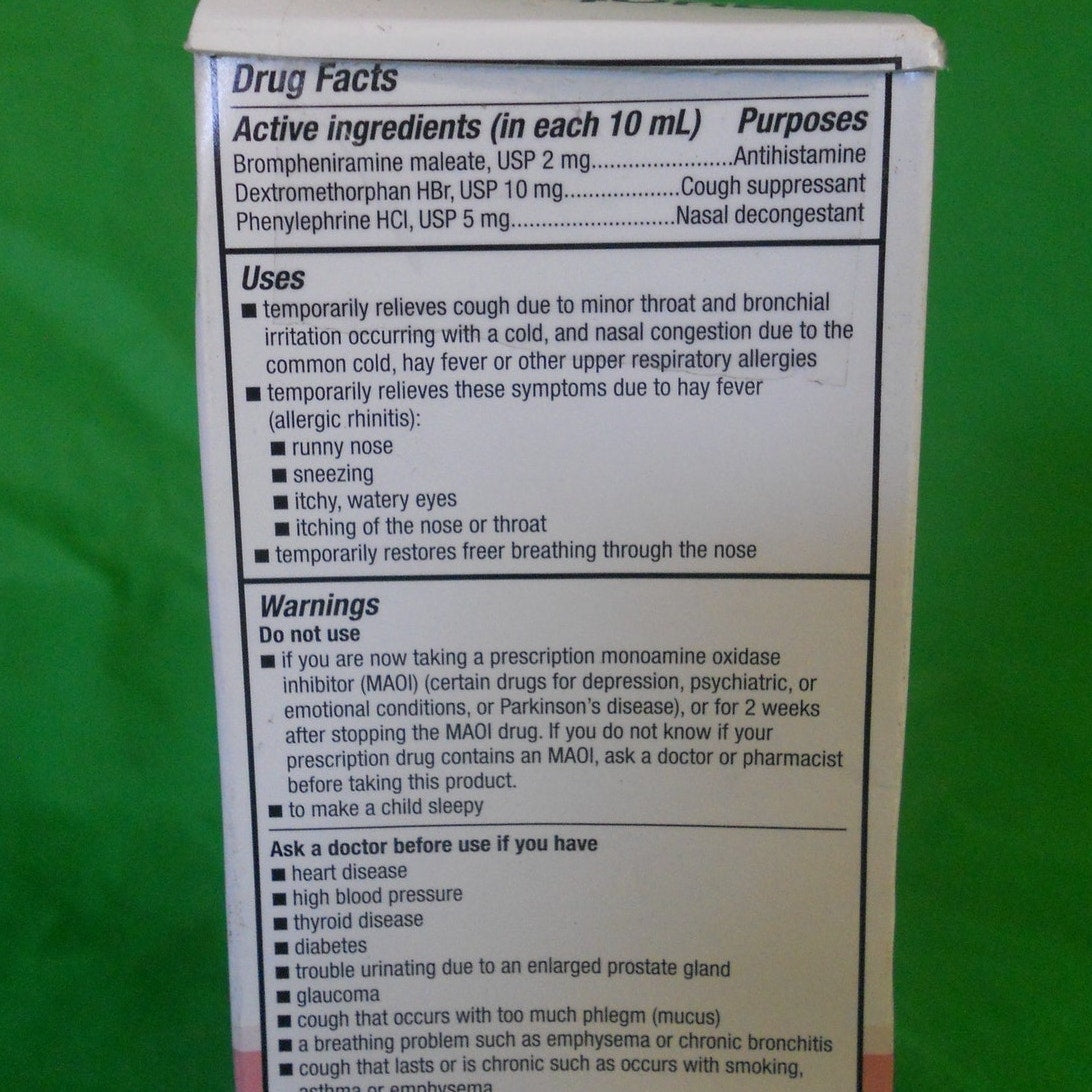 Drug Facts
Active ingredients (in each 10 mL) Purposes
Brompheniramine maleate, USP 2 mg.......................Antihistamine
Dextromethorphan HBr, USP 10 mg...................Cough suppressant
Phenylephrine HCl, USP 5 mg...........................Nasal decongestant
Uses
■ temporarily relieves cough due to minor throat and bronchial
irritation occurring with a cold, and nasal congestion due to the
common cold, hay fever or other upper respiratory allergies
■ temporarily relieves these symptoms due to hay fever
(allergic rhinitis):
■ runny nose
■ sneezing
■ itchy, watery eyes
■ itching of the nose or throat
■ temporarily restores freer breathing through the nose
Warnings
Do not use
■ if you are now taking a prescription monoamine oxidase
inhibitor (MAOI) (certain drugs for depression, psychiatric, or
emotional conditions, or Parkinson's disease), or for 2 weeks
after stopping the MAOI drug. If you do not know if your
prescription drug contains an MAOI, ask a doctor or pharmacist
before taking this product.
■ to make a child sleepy
Ask a doctor before use if you have
■ heart disease
■ high blood pressure
■ thyroid disease
■ diabetes
■ trouble urinating due to an enlarged prostate gland
■ glaucoma
■ cough that occurs with too much phlegm (mucus)
■ a breathing problem such as emphysema or chronic bronchitis
■ cough that lasts or is chronic such as occurs with smoking,
asthma or emphysema